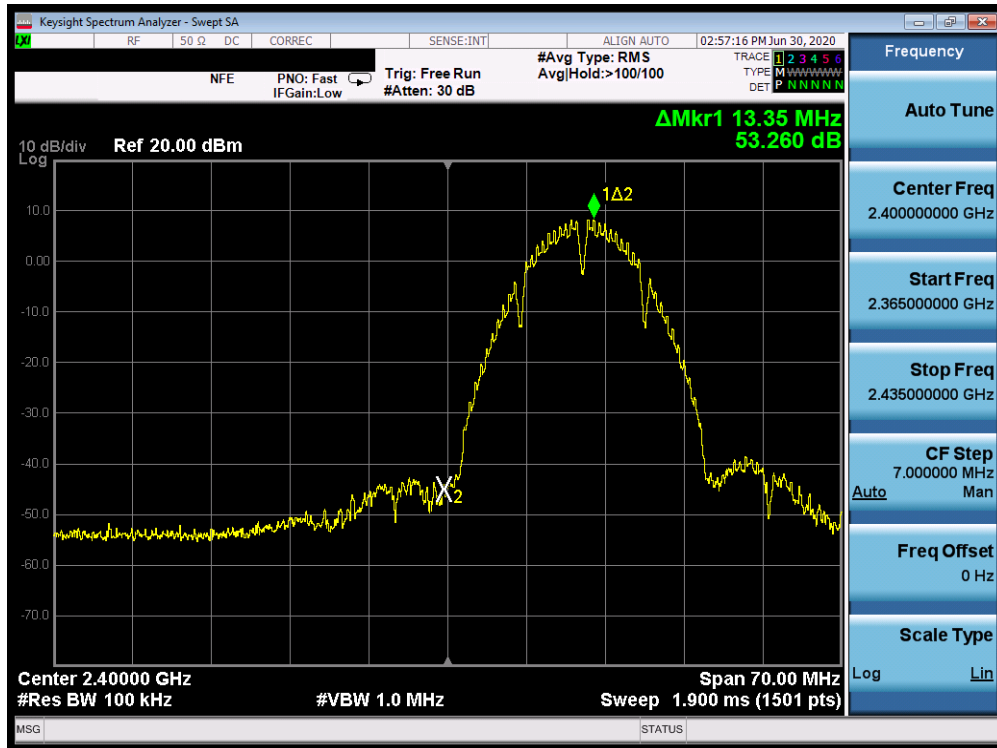 Keysight Spectrum Analyzer - Swept SA
LXI RF 50 Ω DC CORREC SENSE:INT ALIGN AUTO 02:57:16 PM Jun 30, 2020
NFE PNO: Fast Trig: Free Run #Avg Type: RMS TRACE 1 2 3 4 5 6
IFGain:Low #Atten: 30 dB Avg|Hold:>100/100 TYPE M WWWWW
DET P N N N N N
ΔMkr1 13.35 MHz
53.260 dB
10 dB/div Ref 20.00 dBm
Log
1Δ2
10.0
0.00
-10.0
-20.0
-30.0
-40.0
X2
-50.0
-60.0
-70.0
Center 2.40000 GHz Span 70.00 MHz
#Res BW 100 kHz #VBW 1.0 MHz Sweep 1.900 ms (1501 pts)
MSG STATUS
Frequency
Auto Tune
Center Freq
2.400000000 GHz
Start Freq
2.365000000 GHz
Stop Freq
2.435000000 GHz
CF Step
7.000000 MHz
Auto Man
Freq Offset
0 Hz
Scale Type
Log Lin